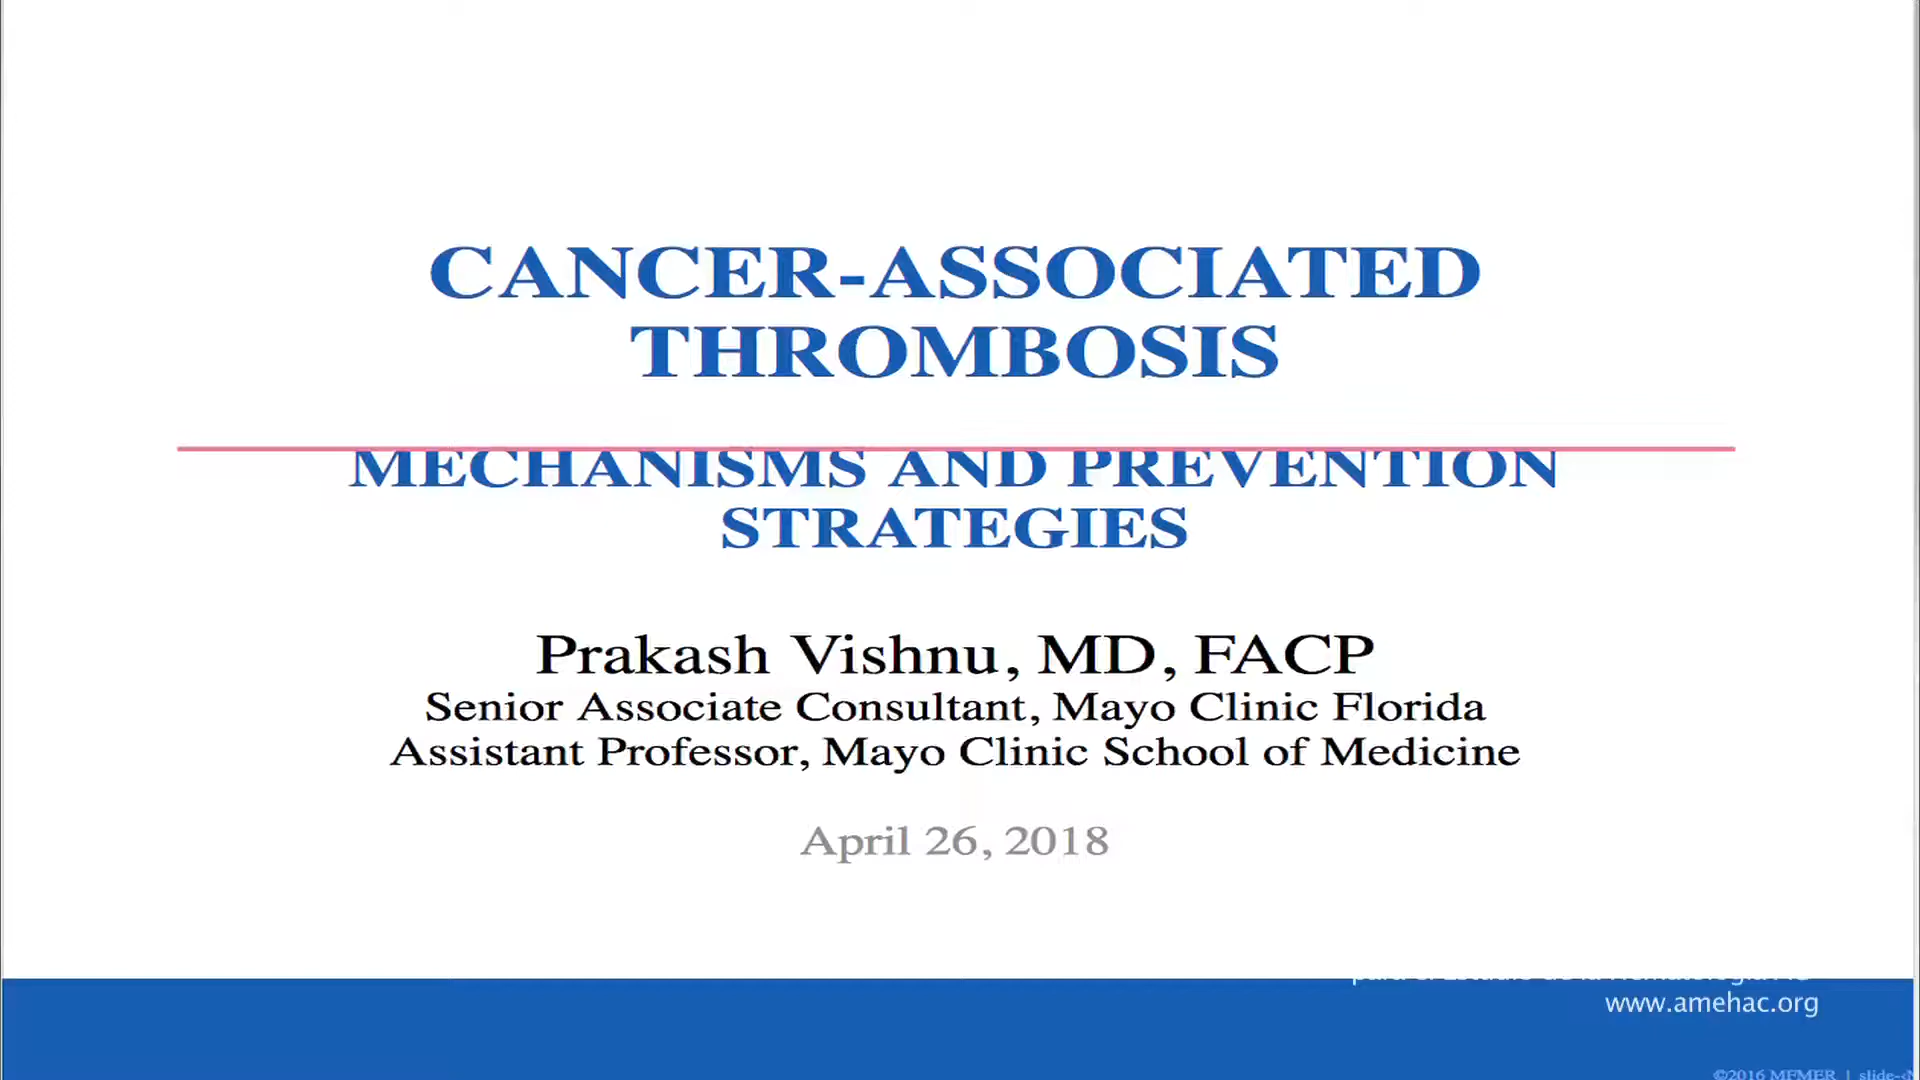 CANCER-ASSOCIATED
THROMBOSIS
MECHANISMS AND PREVENTION
STRATEGIES
Prakash Vishnu, MD, FACP
Senior Associate Consultant, Mayo Clinic Florida
Assistant Professor, Mayo Clinic School of Medicine
April 26, 2018
www.amehac.org
©2016 MFMER | slide-